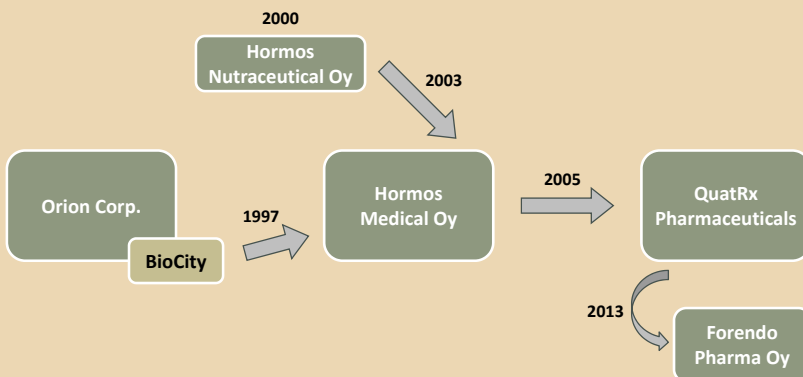 2000
Hormos
Nutraceutical Oy
2003
Orion Corp.
BioCity
1997
Hormos
Medical Oy
2005
QuatRx
Pharmaceuticals
2013
Forendo
Pharma Oy